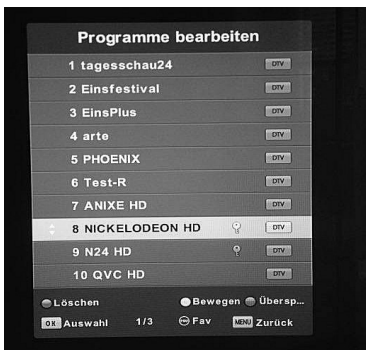 Programme bearbeiten
1 tagesschau24 DTV
2 Einsfestival DTV
3 EinsPlus DTV
4 arte DTV
5 PHOENIX DTV
6 Test-R DTV
7 ANIXE HD DTV
8 NICKELODEON HD DTV
9 N24 HD DTV
10 QVC HD DTV
Löschen Bewegen Übersp...
OK Auswahl 1/3 Fav MENU Zurück